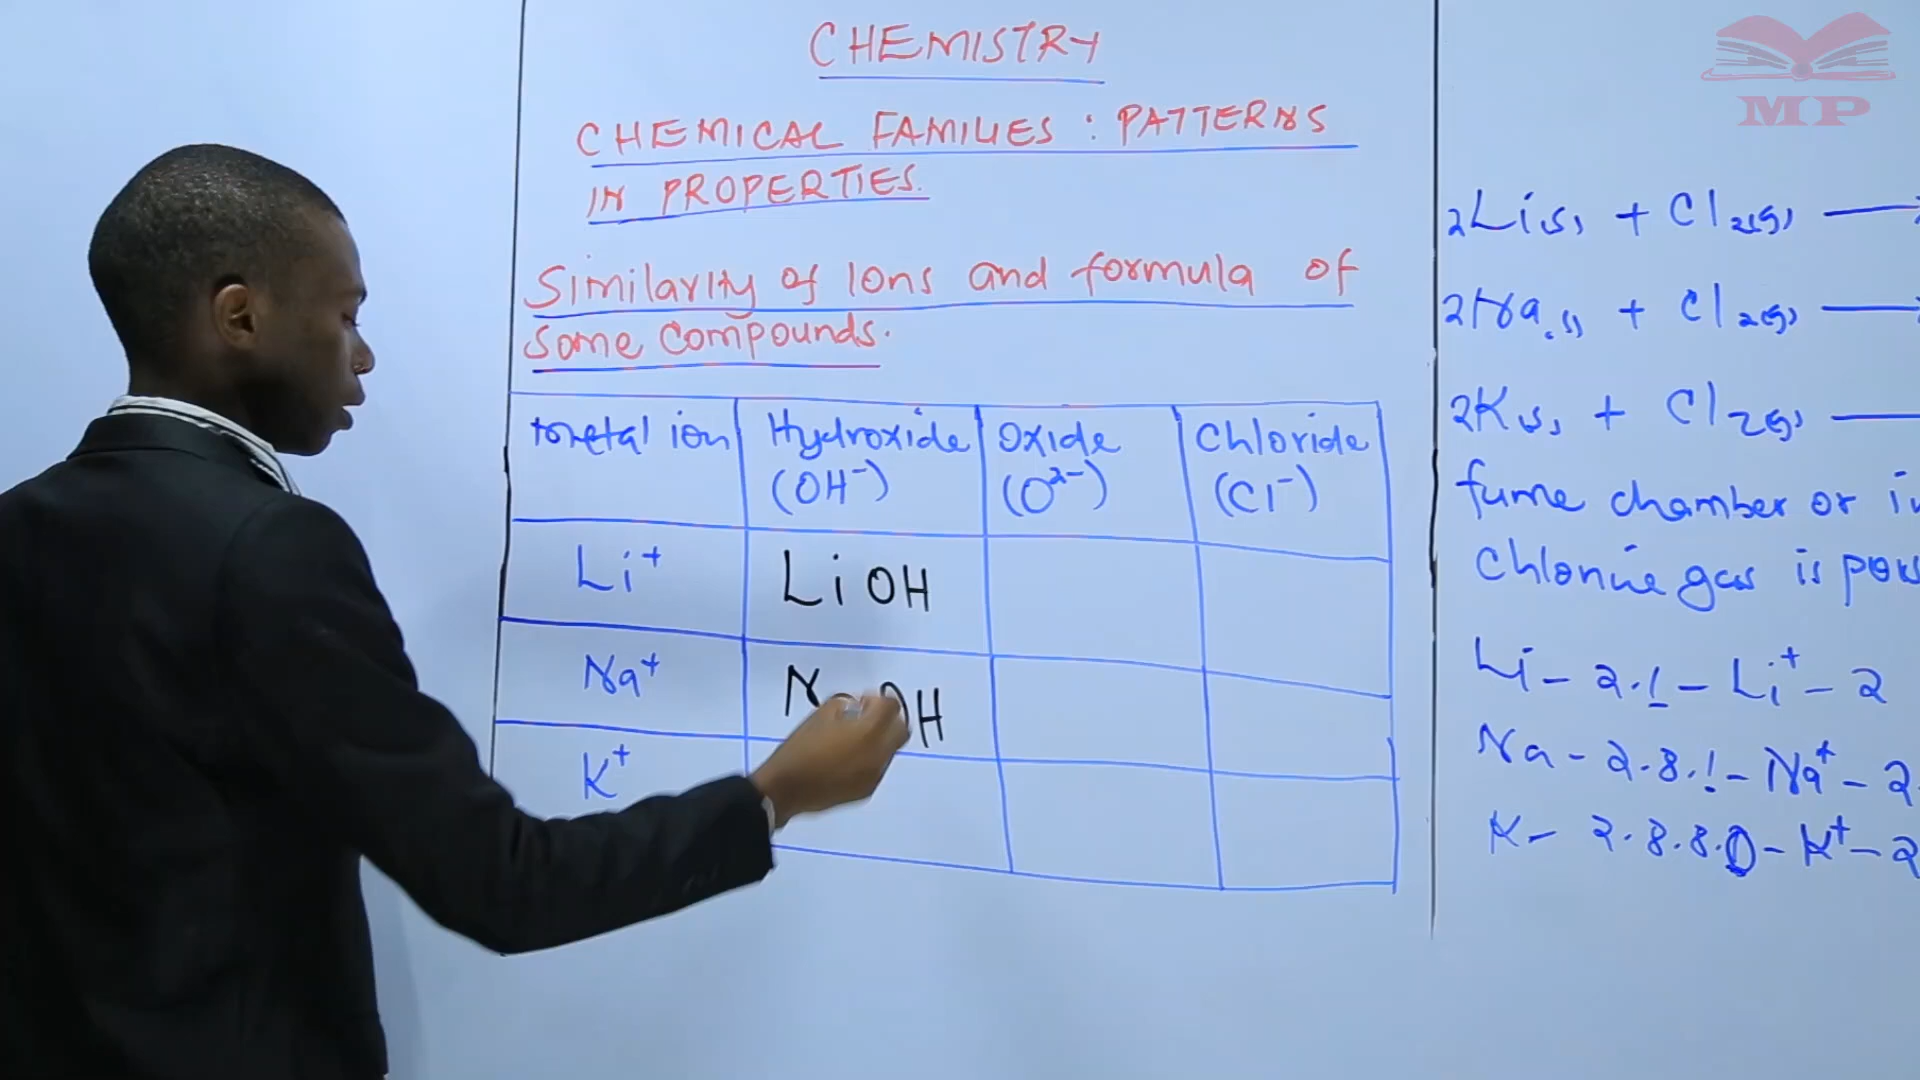 CHEMISTRY
CHEMICAL FAMILIES : PATTERNS
IN PROPERTIES.
Similarity of Ions and formula of
some compounds.
metal ion Hydroxide (OH⁻) Oxide (O²⁻) Chloride (Cl⁻)
Li⁺ LiOH
Na⁺ NaOH
K⁺
2Li(s) + Cl2(g) →
2Na(s) + Cl2(g) →
2K(s) + Cl2(g) —
fume chamber or
Chlorine gas is
Li - 2.1 - Li⁺ - 2
Na - 2.8.1 - Na⁺ - 2.
K - 2.8.8.1 - K⁺ - 2
MP